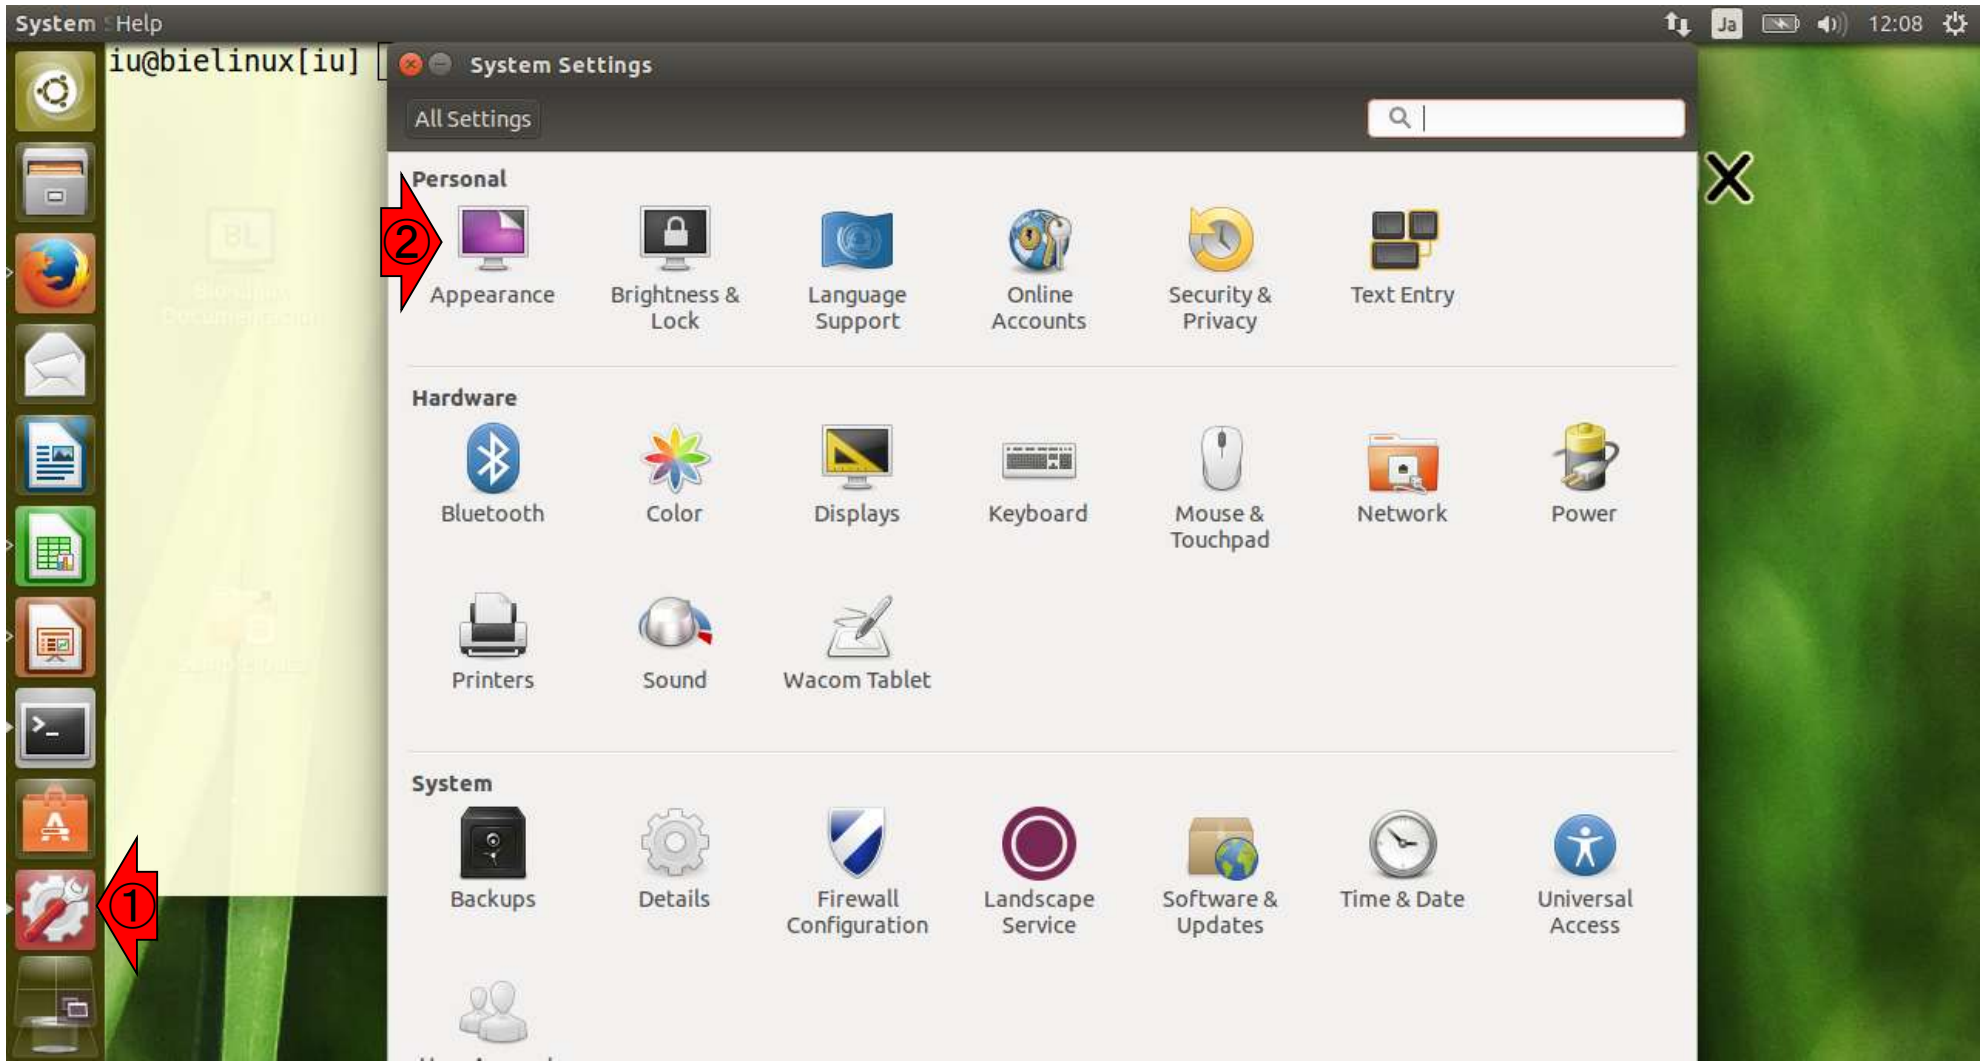 System Help
Ja
12:08
iu@bielinux[iu]
System Settings
All Settings
Personal
②
Appearance
Brightness &
Lock
Language
Support
Online
Accounts
Security &
Privacy
Text Entry
BL
Hardware
Bluetooth
Color
Displays
Keyboard
Mouse &
Touchpad
Network
Power
Printers
Sound
Wacom Tablet
System
Backups
Details
Firewall
Configuration
Landscape
Service
Software &
Updates
Time & Date
Universal
Access
①